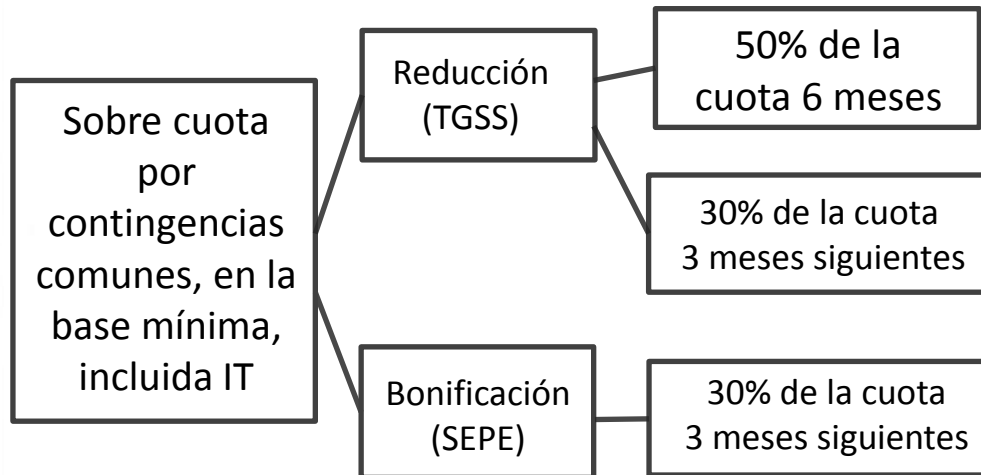 Sobre cuota
por
contingencias
comunes, en la
base mínima,
incluida IT
Reducción
(TGSS)
50% de la
cuota 6 meses
30% de la cuota
3 meses siguientes
Bonificación
(SEPE)
30% de la cuota
3 meses siguientes